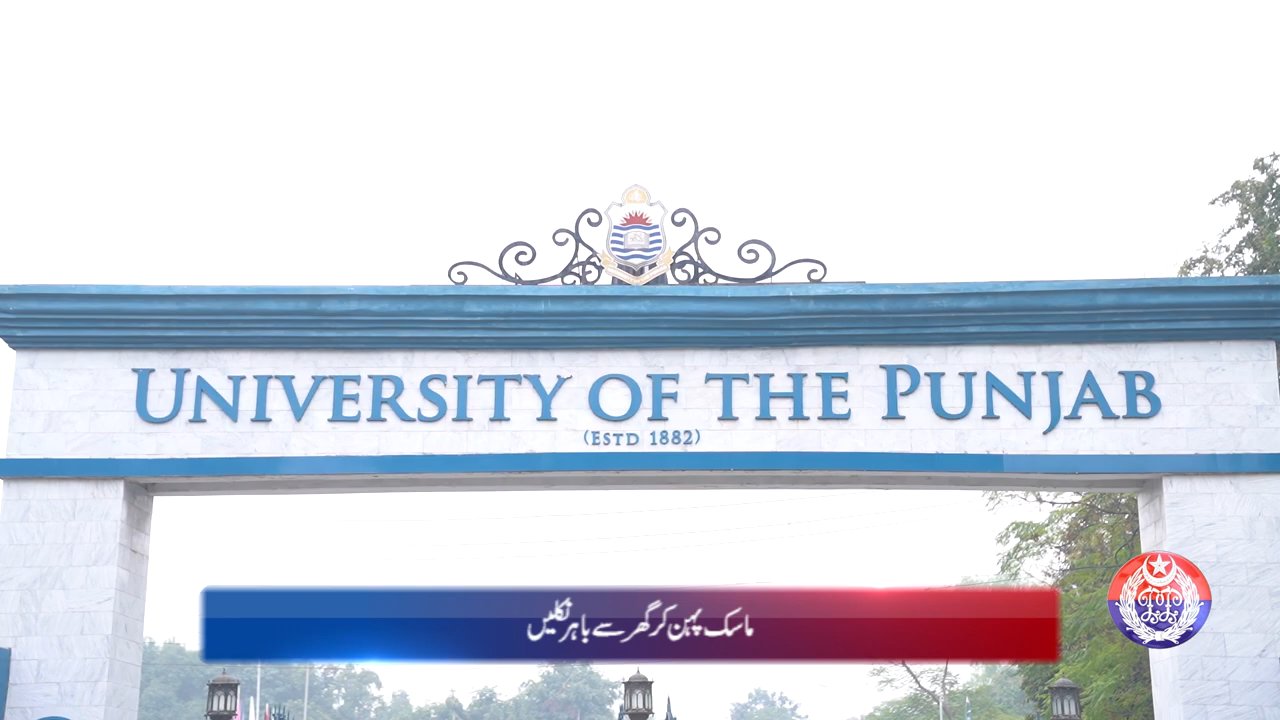 UNIVERSITY OF THE PUNJAB
(ESTD 1882)
ماسک پہن کر گھر سے باہر نکلیں